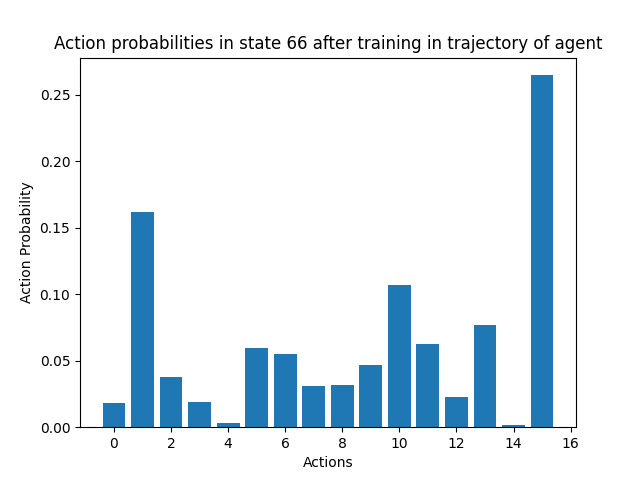 Action probabilities in state 66 after training in trajectory of agent
0.25
0.20
0.15
0.10
0.05
0.00
Action Probability
0 2 4 6 8 10 12 14 16
Actions